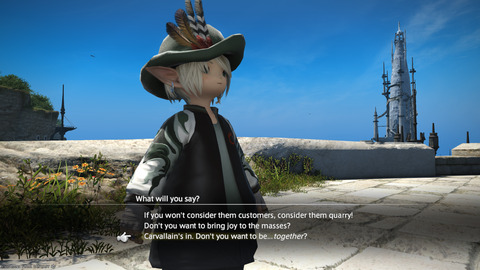 What will you say?
If you won't consider them customers, consider them quarry!
Don't you want to bring joy to the masses?
Carvallain's in. Don't you want to be...together?